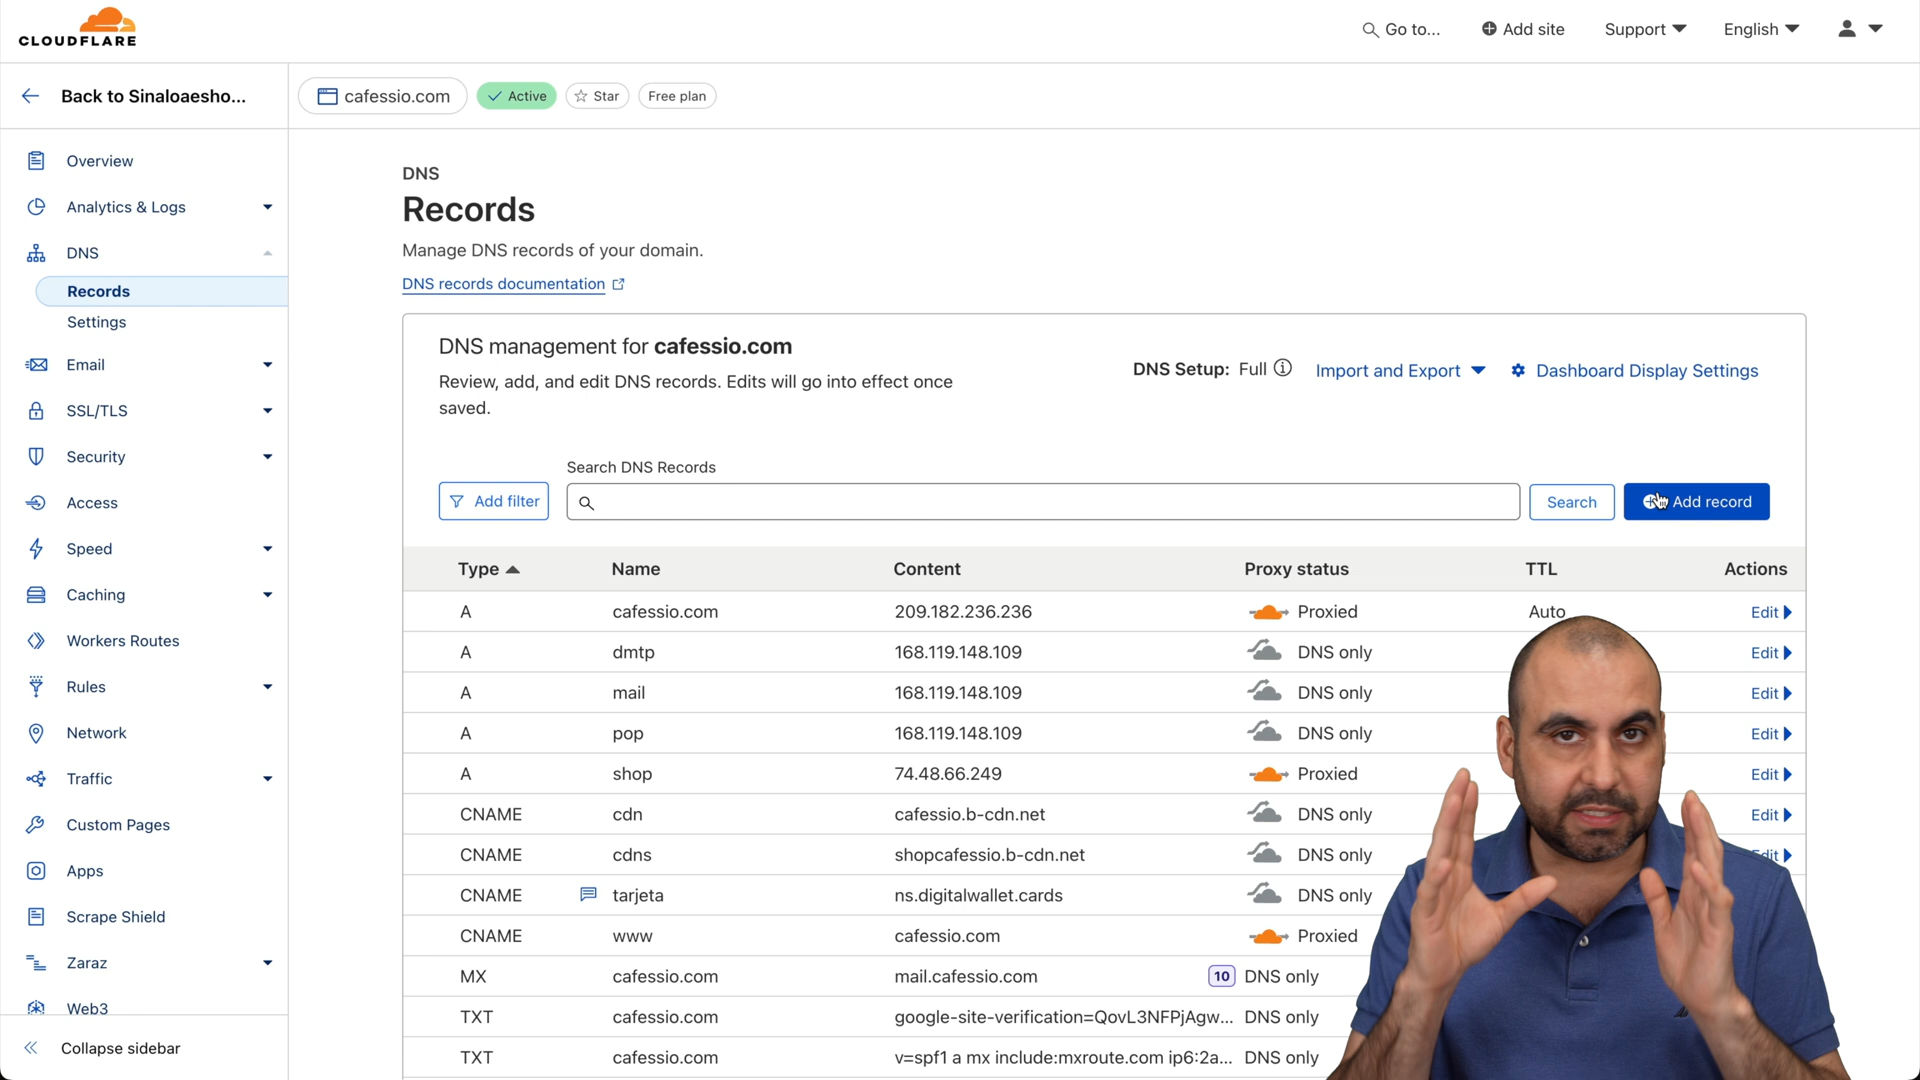 CLOUDFLARE
Go to...
Add site
Support
English
Back to Sinaloaesho...
cafessio.com
Active
Star
Free plan
Overview
Analytics & Logs
DNS
Records
Settings
Email
SSL/TLS
Security
Access
Speed
Caching
Workers Routes
Rules
Network
Traffic
Custom Pages
Apps
Scrape Shield
Zaraz
Web3
Collapse sidebar
DNS
Records
Manage DNS records of your domain.
DNS records documentation
DNS management for cafessio.com
Review, add, and edit DNS records. Edits will go into effect once
saved.
DNS Setup: Full
Import and Export
Dashboard Display Settings
Search DNS Records
Add filter
Search
Add record
Type Name Content Proxy status TTL Actions
A cafessio.com 209.182.236.236 Proxied Auto Edit
A dmtp 168.119.148.109 DNS only Edit
A mail 168.119.148.109 DNS only Edit
A pop 168.119.148.109 DNS only Edit
A shop 74.48.66.249 Proxied Edit
CNAME cdn cafessio.b-cdn.net DNS only Edit
CNAME cdns shopcafessio.b-cdn.net DNS only Edit
CNAME tarjeta ns.digitalwallet.cards DNS only
CNAME www cafessio.com Proxied
MX cafessio.com mail.cafessio.com 10 DNS only
TXT cafessio.com google-site-verification=QovL3NFPjAgw... DNS only
TXT cafessio.com v=spf1 a mx include:mxroute.com ip6:2a... DNS only